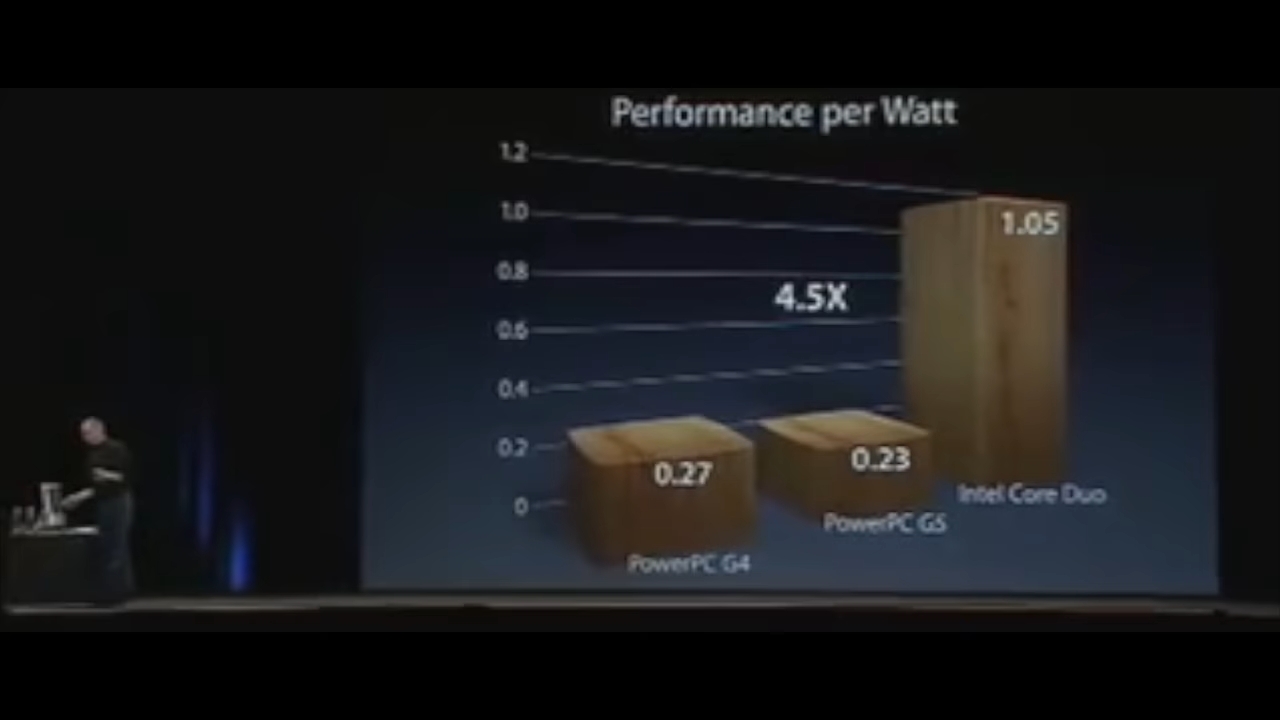 Performance per Watt
1.2
1.0
0.8
0.6
0.4
0.2
0
4.5X
1.05
0.27
0.23
Intel Core Duo
PowerPC G5
PowerPC G4